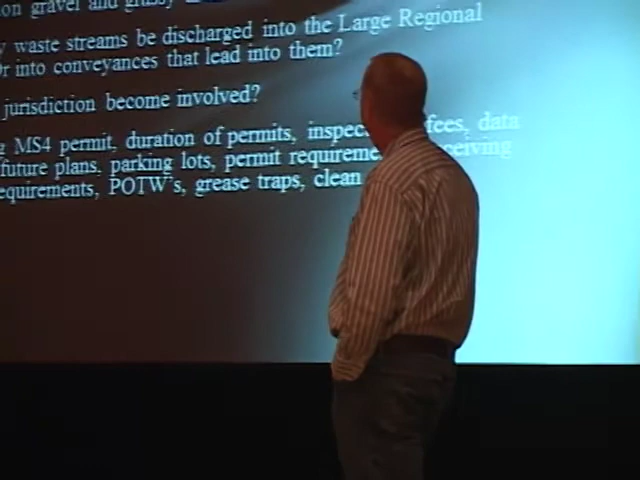 on gravel and grassy
waste streams be discharged into the Large Regional
r into conveyances that lead into them?
jurisdiction become involved?
g MS4 permit, duration of permits, inspec fees, data
future plans. parking lots, permit requireme ceiving
equirements, POTW's, grease traps, clean